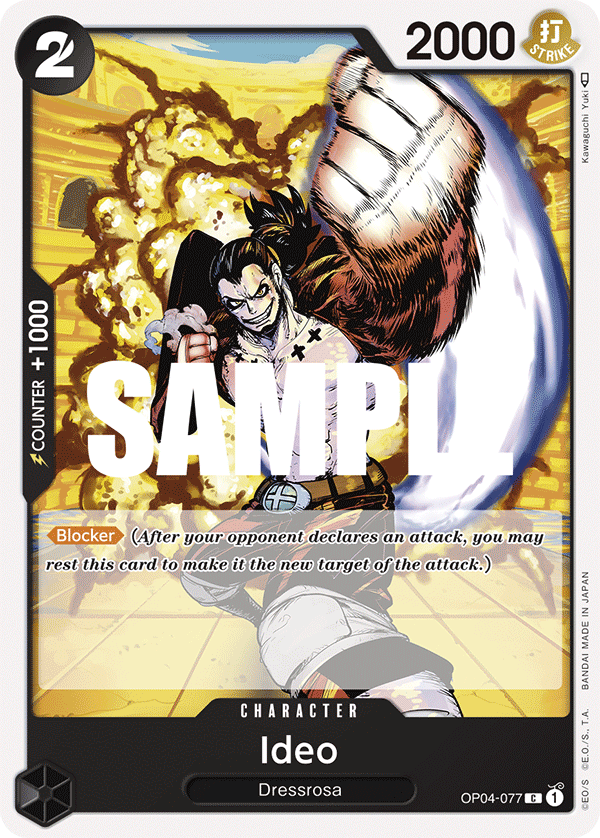 2
2000
打
STRIKE
Kawaguchi Yuki
COUNTER +1000
SAMPL
Blocker (After your opponent declares an attack, you may
rest this card to make it the new target of the attack.)
CHARACTER
Ideo
Dressrosa
OP04-077 C 1
©EO/S ©E.O./S., T.A. BANDAI MADE IN JAPAN